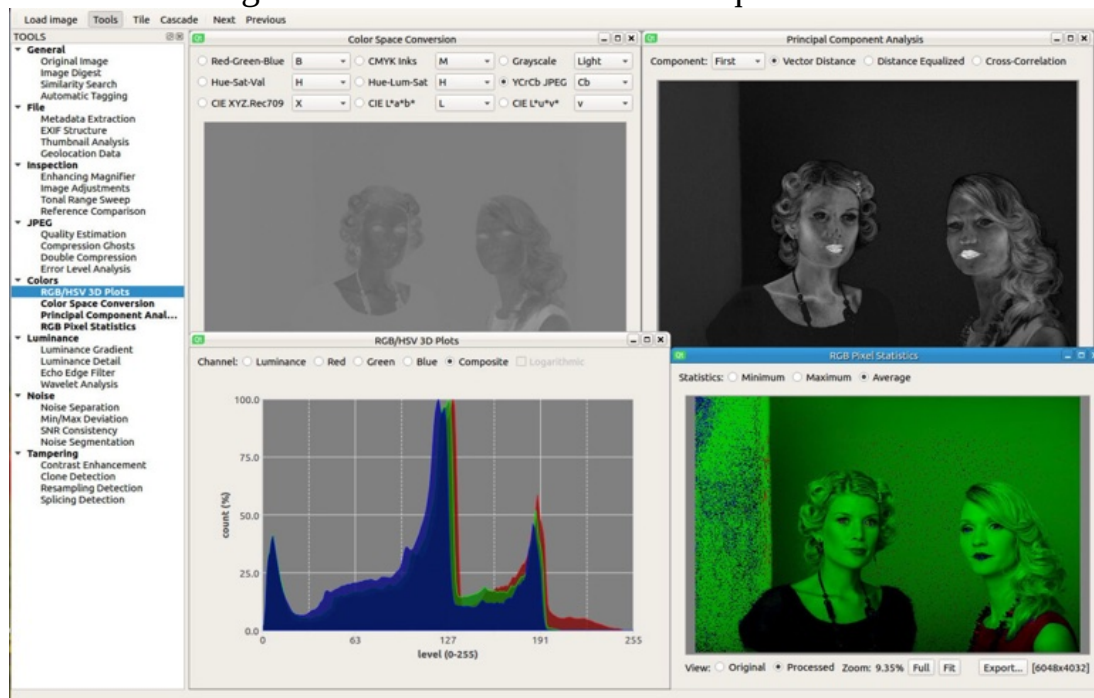 Load image Tools Tile Cascade Next Previous
TOOLS
General
Original Image
Image Digest
Similarity Search
Automatic Tagging
File
Metadata Extraction
EXIF Structure
Thumbnail Analysis
Geolocation Data
Inspection
Enhancing Magnifier
Image Adjustments
Tonal Range Sweep
Reference Comparison
JPEG
Quality Estimation
Compression Ghosts
Double Compression
Error Level Analysis
Colors
RGB/HSV 3D Plots
Color Space Conversion
Principal Component Anal...
RGB Pixel Statistics
Luminance
Luminance Gradient
Luminance Detail
Echo Edge Filter
Wavelet Analysis
Noise
Noise Separation
Min/Max Deviation
SNR Consistency
Noise Segmentation
Tampering
Contrast Enhancement
Clone Detection
Resampling Detection
Splicing Detection
Color Space Conversion
Red-Green-Blue B CMYK Inks M Grayscale Light
Hue-Sat-Val H Hue-Lum-Sat H YCrCb JPEG Cb
CIE XYZ.Rec709 X CIE L*a*b* L CIE L*u*v* v
Principal Component Analysis
Component: First Vector Distance Distance Equalized Cross-Correlation
RGB/HSV 3D Plots
Channel: Luminance Red Green Blue Composite Logarithmic
100.0
75.0
50.0
25.0
0.0
count (%)
0 63 127 191 255
level (0-255)
RGB Pixel Statistics
Statistics: Minimum Maximum Average
View: Original Processed Zoom: 9.35% Full Fit Export... [6048x4032]